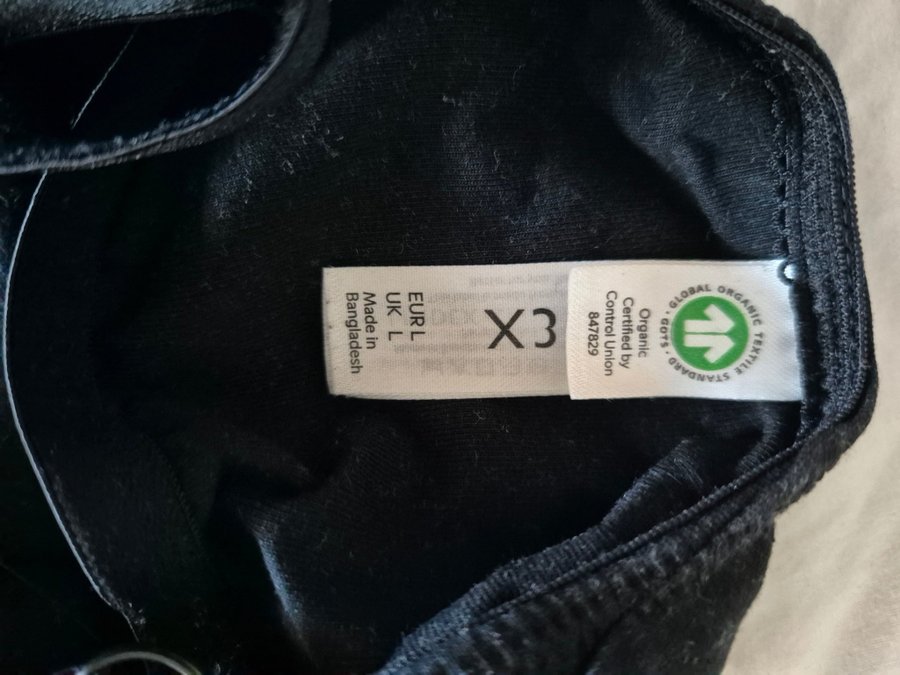 GLOBAL ORGANIC TEXTILE STANDARD · GOTS ·
Organic
Certified by
Control Union
847829
X3
EUR L
UK L
Made in
Bangladesh